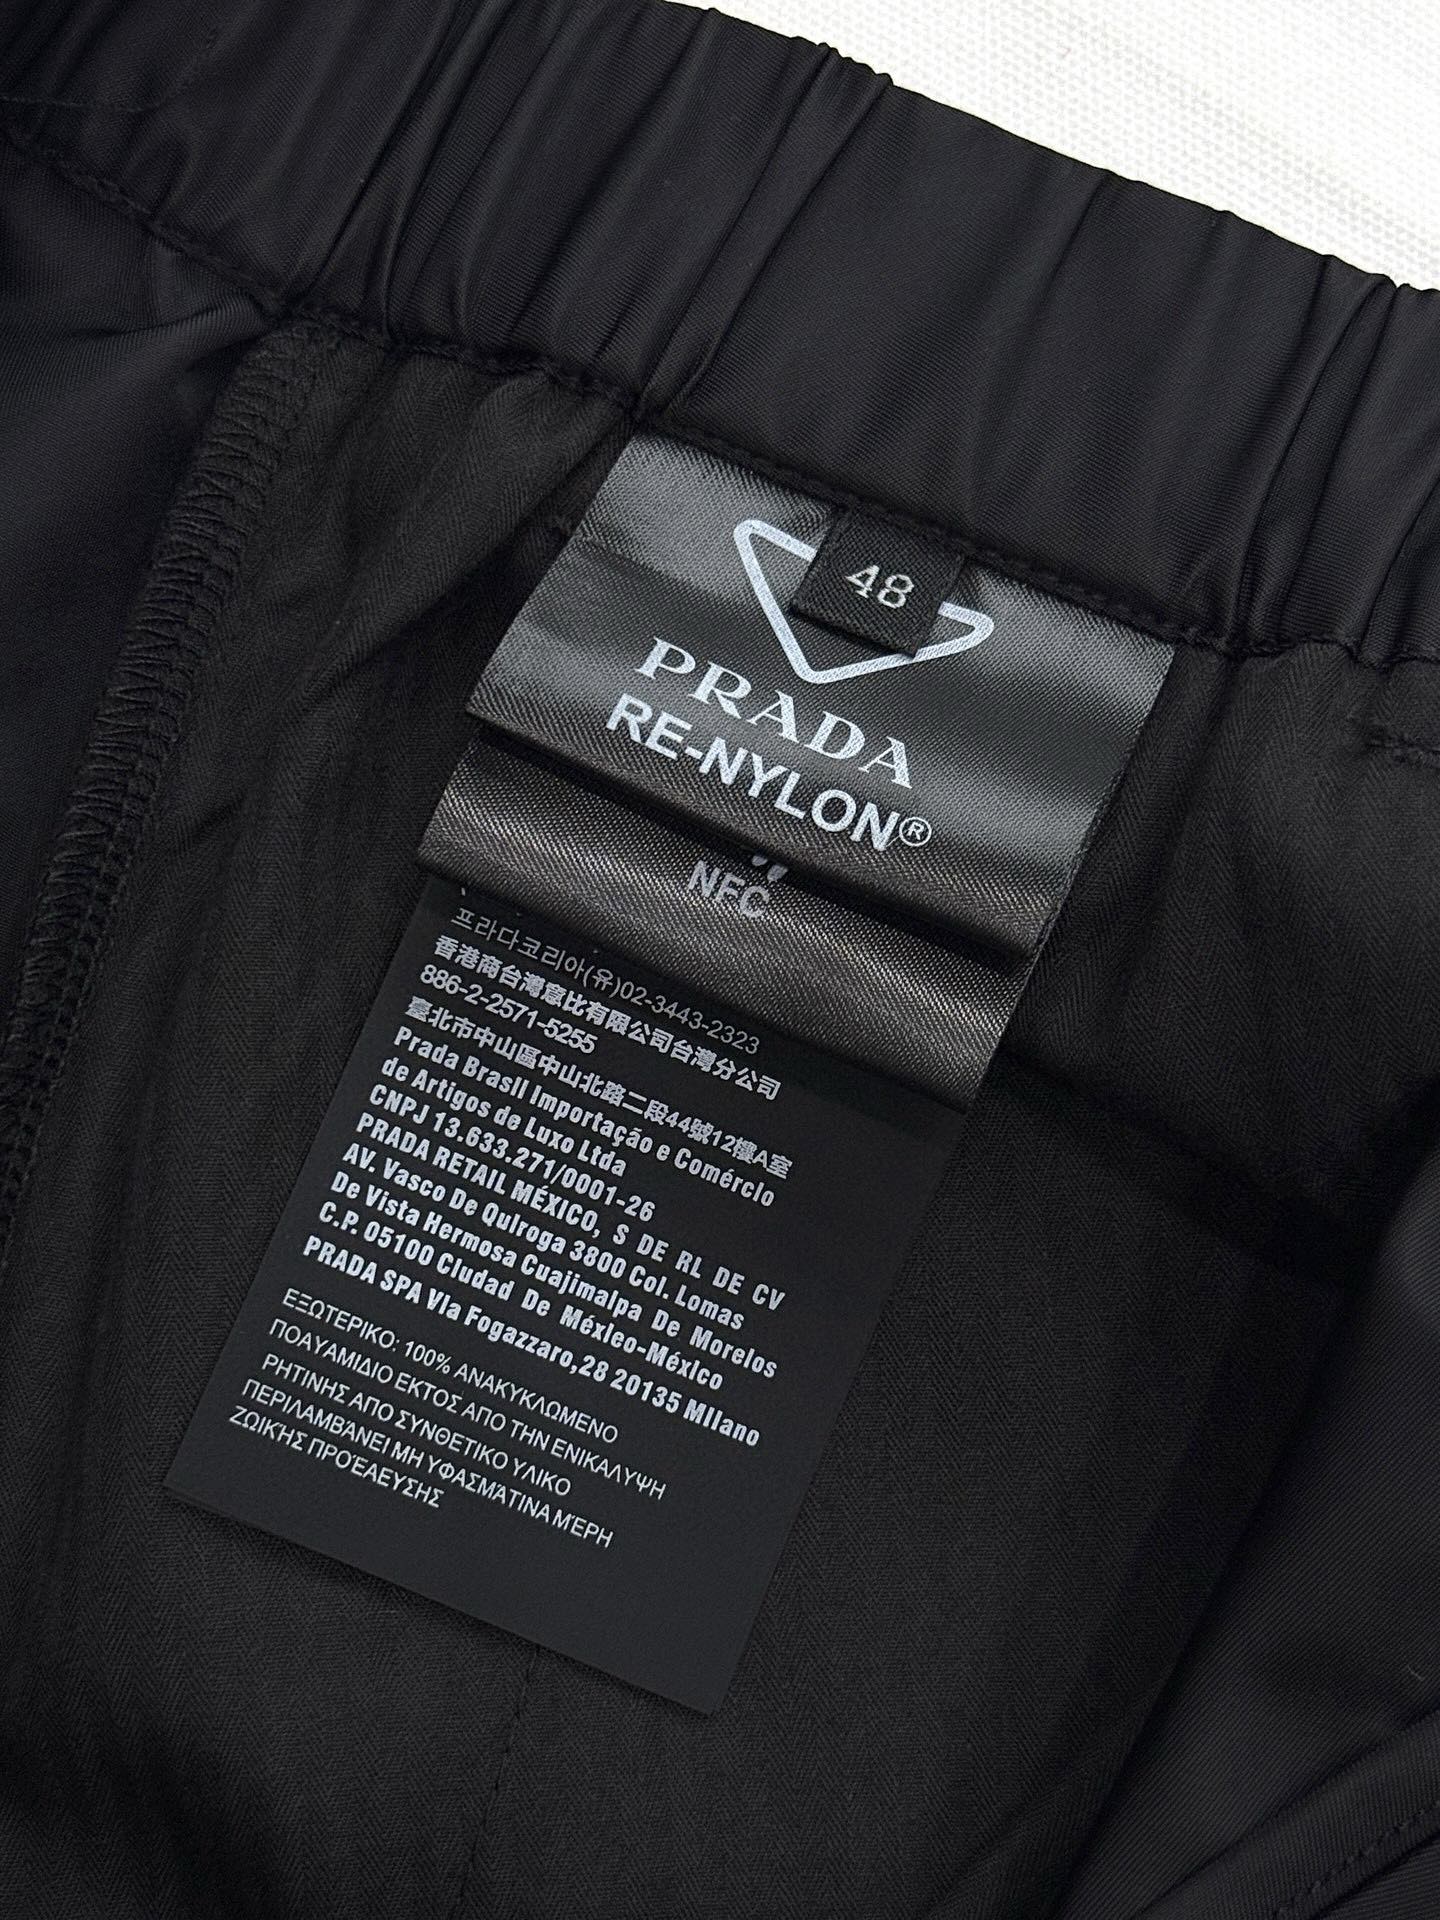 48
PRADA
RE-NYLON®
NFC
프라다코리아(유)02-3443-2323
香港商台灣意比有限公司台灣分公司
886-2-2571-5255
臺北市中山區中山北路二段44號12樓A室
Prada Brasil Importação e Comércio
de Artigos de Luxo Ltda
CNPJ 13.633.271/0001-26
PRADA RETAIL MÉXICO, S DE RL DE CV
AV. Vasco De Quiroga 3800 Col. Lomas
De Vista Hermosa Cuajimalpa De Morelos
C.P. 05100 Ciudad De México-México
PRADA SPA Via Fogazzaro,28 20135 Milano
ΕΞΩΤΕΡΙΚΟ: 100% ΑΝΑΚΥΚΛΩΜΕΝΟ
ΠΟΑΥΑΜΙΔΙΟ ΕΚΤΟΣ ΑΠΟ ΤΗΝ ΕΝΙΚΑΛΥΨΗ
ΡΗΤΙΝΗΣ ΑΠΟ ΣΥΝΘΕΤΙΚΟ ΥΛΙΚΟ
ΠΕΡΙΛΑΜΒΆΝΕΙ ΜΗ ΥΦΑΣΜΆΤΙΝΑ ΜΈΡΗ
ΖΩΙΚΉΣ ΠΡΟΈΑΕΥΣΗΣ